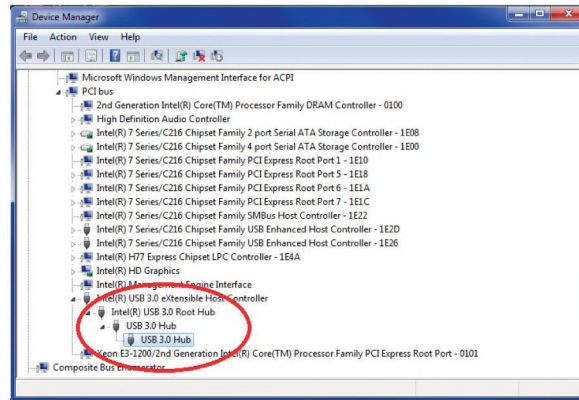 Device Manager
File Action View Help
Microsoft Windows Management Interface for ACPI
PCI bus
2nd Generation Intel(R) Core(TM) Processor Family DRAM Controller - 0100
High Definition Audio Controller
Intel(R) 7 Series/C216 Chipset Family 2 port Serial ATA Storage Controller - 1E08
Intel(R) 7 Series/C216 Chipset Family 4 port Serial ATA Storage Controller - 1E00
Intel(R) 7 Series/C216 Chipset Family PCI Express Root Port 1 - 1E10
Intel(R) 7 Series/C216 Chipset Family PCI Express Root Port 5 - 1E18
Intel(R) 7 Series/C216 Chipset Family PCI Express Root Port 6 - 1E1A
Intel(R) 7 Series/C216 Chipset Family PCI Express Root Port 7 - 1E1C
Intel(R) 7 Series/C216 Chipset Family SMBus Host Controller - 1E22
Intel(R) 7 Series/C216 Chipset Family USB Enhanced Host Controller - 1E2D
Intel(R) 7 Series/C216 Chipset Family USB Enhanced Host Controller - 1E26
Intel(R) H77 Express Chipset LPC Controller - 1E4A
Intel(R) HD Graphics
Intel(R) Management Engine Interface
Intel(R) USB 3.0 eXtensible Host Controller
Intel(R) USB 3.0 Root Hub
USB 3.0 Hub
USB 3.0 Hub
Xeon E3-1200/2nd Generation Intel(R) Core(TM) Processor Family PCI Express Root Port - 0101
Composite Bus Enumerator